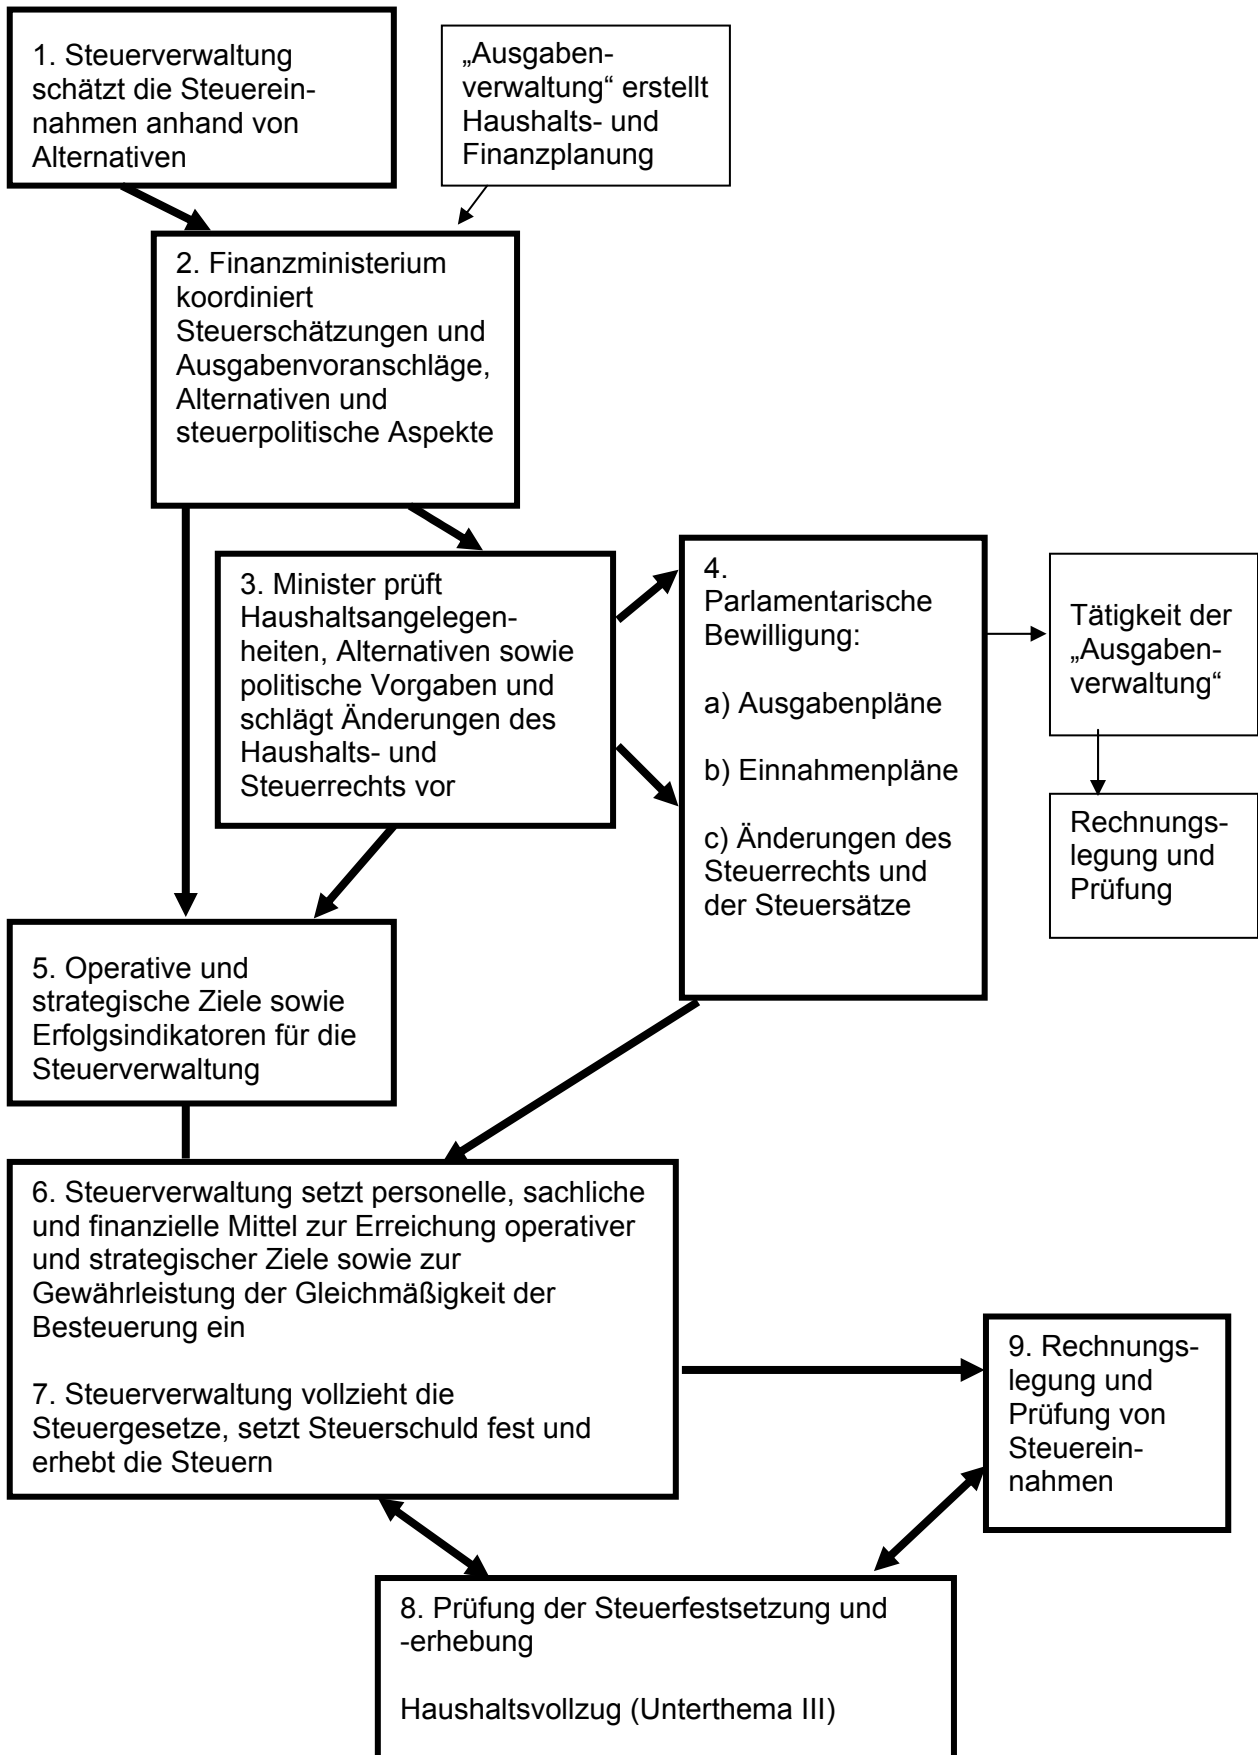 1. Steuerverwaltung
schätzt die Steuerein-
nahmen anhand von
Alternativen
„Ausgaben-
verwaltung“ erstellt
Haushalts- und
Finanzplanung
2. Finanzministerium
koordiniert
Steuerschätzungen und
Ausgabenvoranschläge,
Alternativen und
steuerpolitische Aspekte
3. Minister prüft
Haushaltsangelegen-
heiten, Alternativen sowie
politische Vorgaben und
schlägt Änderungen des
Haushalts- und
Steuerrechts vor
4.
Parlamentarische
Bewilligung:
a) Ausgabenpläne
b) Einnahmenpläne
c) Änderungen des
Steuerrechts und
der Steuersätze
Tätigkeit der
„Ausgaben-
verwaltung“
Rechnungs-
legung und
Prüfung
5. Operative und
strategische Ziele sowie
Erfolgsindikatoren für die
Steuerverwaltung
6. Steuerverwaltung setzt personelle, sachliche
und finanzielle Mittel zur Erreichung operativer
und strategischer Ziele sowie zur
Gewährleistung der Gleichmäßigkeit der
Besteuerung ein
7. Steuerverwaltung vollzieht die
Steuergesetze, setzt Steuerschuld fest und
erhebt die Steuern
9. Rechnungs-
legung und
Prüfung von
Steuerein-
nahmen
8. Prüfung der Steuerfestsetzung und
-erhebung
Haushaltsvollzug (Unterthema III)